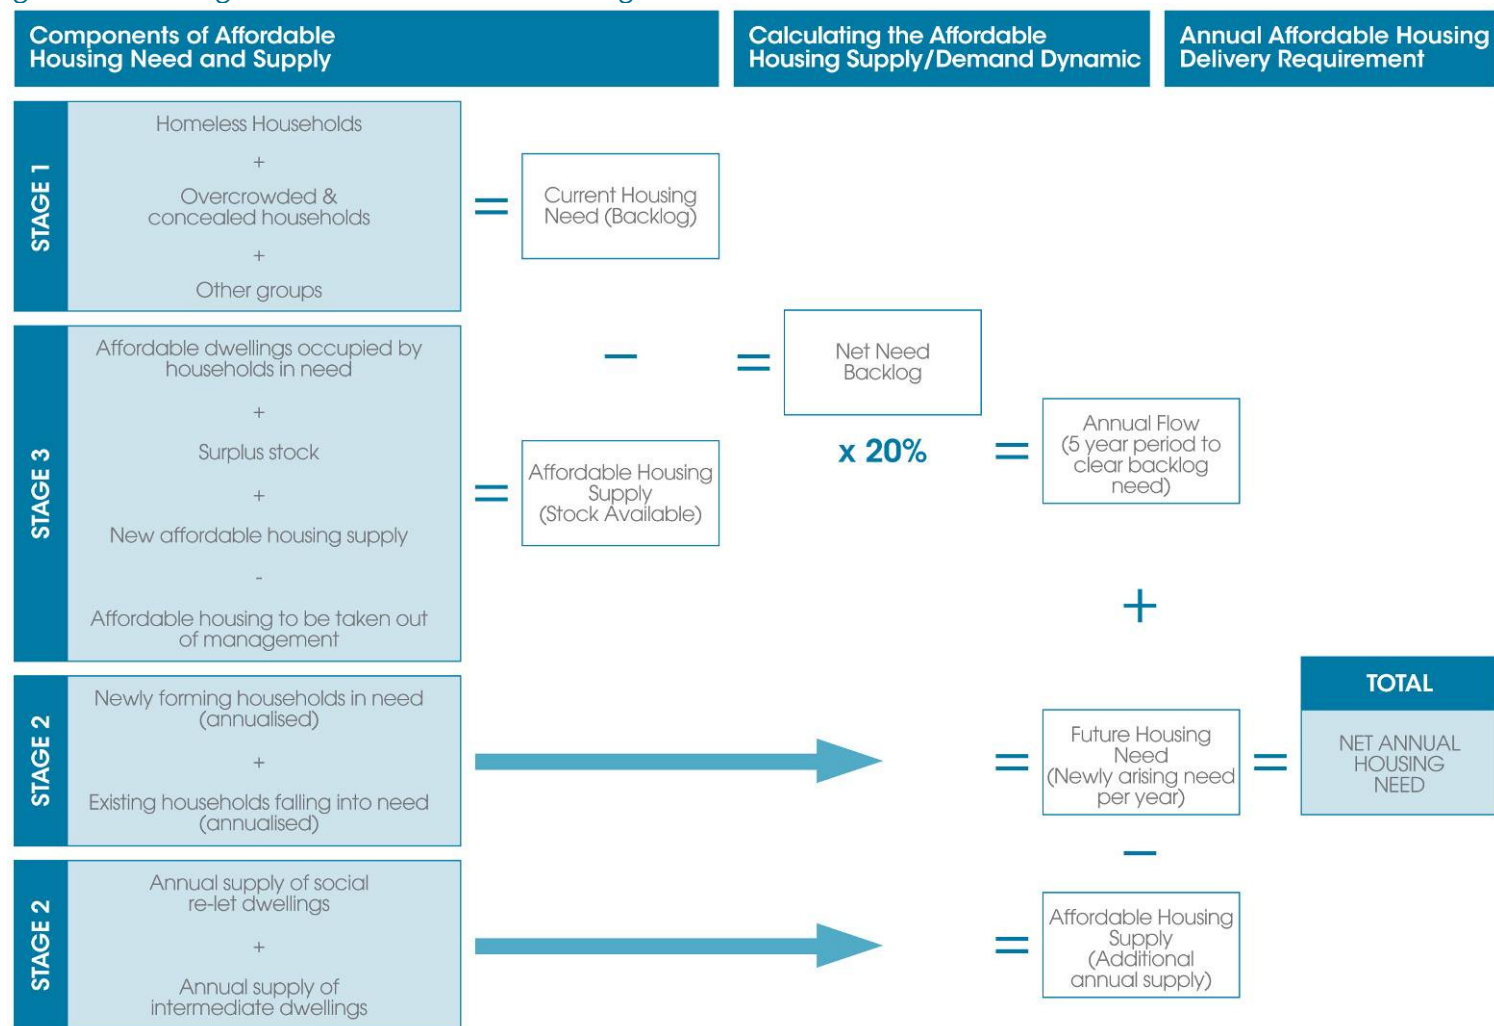 Components of Affordable
Housing Need and Supply
Calculating the Affordable
Housing Supply/Demand Dynamic
Annual Affordable Housing
Delivery Requirement
STAGE 1
Homeless Households
+
Overcrowded &
concealed households
+
Other groups
=
Current Housing
Need (Backlog)
STAGE 3
Affordable dwellings occupied by
households in need
+
Surplus stock
+
New affordable housing supply
-
Affordable housing to be taken out
of management
=
Affordable Housing
Supply
(Stock Available)
−
=
Net Need
Backlog
x 20%
=
Annual Flow
(5 year period to
clear backlog
need)
+
STAGE 2
Newly forming households in need
(annualised)
+
Existing households falling into need
(annualised)
=
Future Housing
Need
(Newly arising need
per year)
=
TOTAL
NET ANNUAL
HOUSING
NEED
−
STAGE 2
Annual supply of social
re-let dwellings
+
Annual supply of
intermediate dwellings
=
Affordable Housing
Supply
(Additional
annual supply)